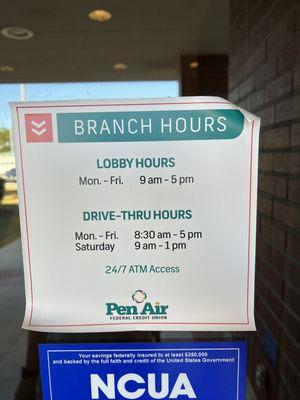 BRANCH HOURS
LOBBY HOURS
Mon. - Fri. 9 am - 5 pm
DRIVE-THRU HOURS
Mon. - Fri. 8:30 am - 5 pm
Saturday 9 am - 1 pm
24/7 ATM Access
Pen Air
FEDERAL CREDIT UNION
Your savings federally insured to at least $250,000
and backed by the full faith and credit of the United States Government
NCUA